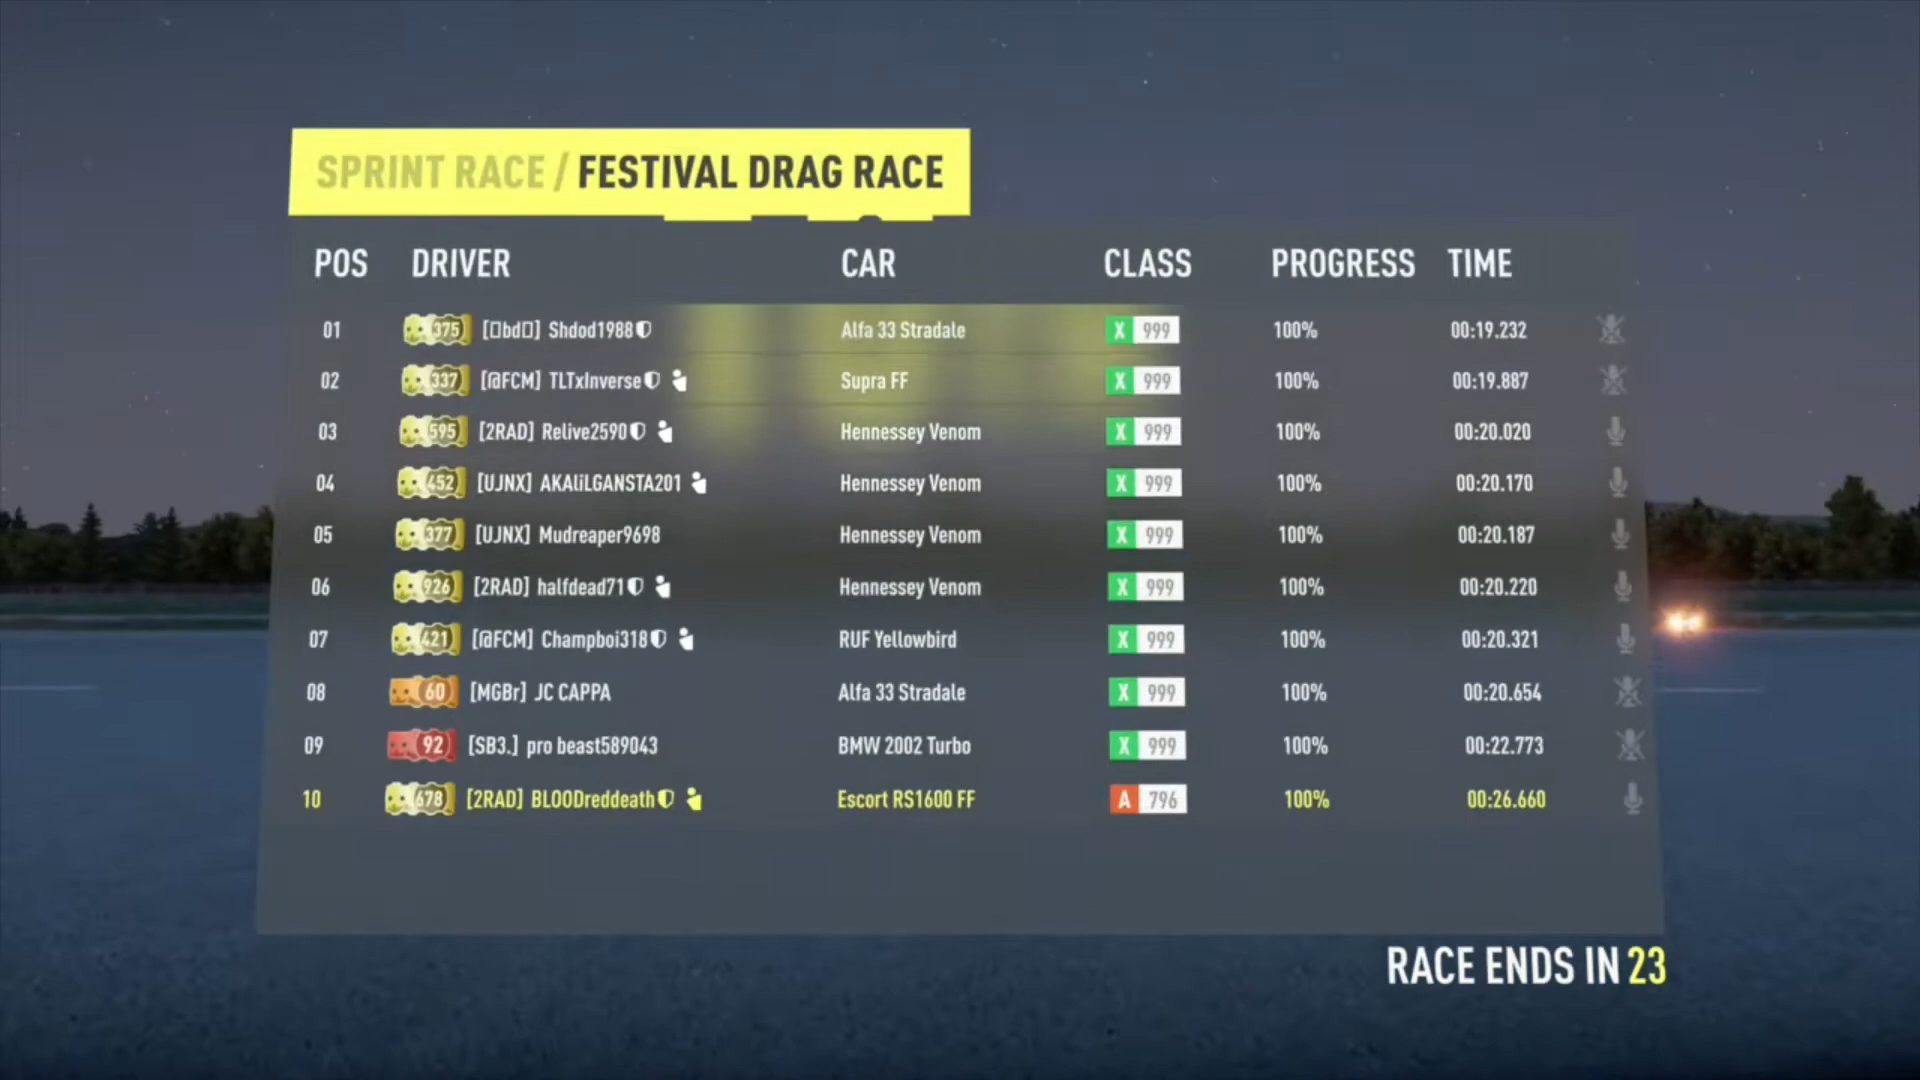 SPRINT RACE / FESTIVAL DRAG RACE
POS DRIVER CAR CLASS PROGRESS TIME
01 375 [□bd□] Shdod1988 Alfa 33 Stradale X 999 100% 00:19.232
02 337 [@FCM] TLTxInverse Supra FF X 999 100% 00:19.887
03 595 [2RAD] Relive2590 Hennessey Venom X 999 100% 00:20.020
04 452 [UJNX] AKAliLGANSTA201 Hennessey Venom X 999 100% 00:20.170
05 377 [UJNX] Mudreaper9698 Hennessey Venom X 999 100% 00:20.187
06 926 [2RAD] halfdead71 Hennessey Venom X 999 100% 00:20.220
07 421 [@FCM] Champboi318 RUF Yellowbird X 999 100% 00:20.321
08 60 [MGBr] JC CAPPA Alfa 33 Stradale X 999 100% 00:20.654
09 92 [SB3.] pro beast589043 BMW 2002 Turbo X 999 100% 00:22.773
10 678 [2RAD] BLOODreddeath Escort RS1600 FF A 796 100% 00:26.660
RACE ENDS IN 23